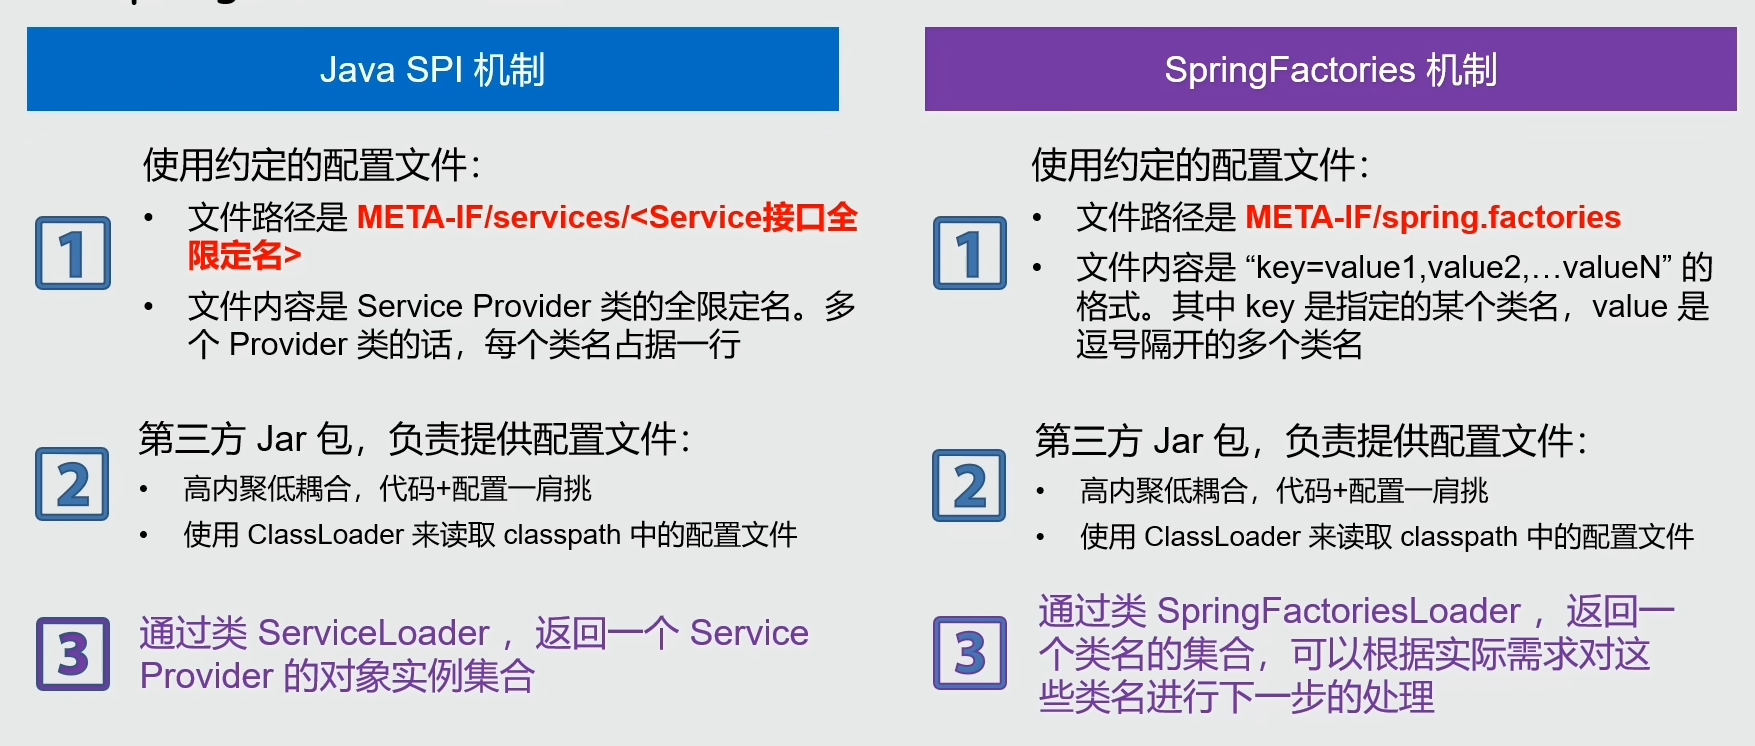 Java SPI 机制
使用约定的配置文件：
1
• 文件路径是 META-IF/services/<Service接口全
限定名>
• 文件内容是 Service Provider 类的全限定名。多
个 Provider 类的话，每个类名占据一行
第三方 Jar 包，负责提供配置文件：
2
• 高内聚低耦合，代码+配置一肩挑
• 使用 ClassLoader 来读取 classpath 中的配置文件
3
通过类 ServiceLoader ，返回一个 Service
Provider 的对象实例集合
SpringFactories 机制
使用约定的配置文件：
1
• 文件路径是 META-IF/spring.factories
• 文件内容是 “key=value1,value2,…valueN” 的
格式。其中 key 是指定的某个类名，value 是
逗号隔开的多个类名
第三方 Jar 包，负责提供配置文件：
2
• 高内聚低耦合，代码+配置一肩挑
• 使用 ClassLoader 来读取 classpath 中的配置文件
3
通过类 SpringFactoriesLoader ，返回一
个类名的集合，可以根据实际需求对这
些类名进行下一步的处理